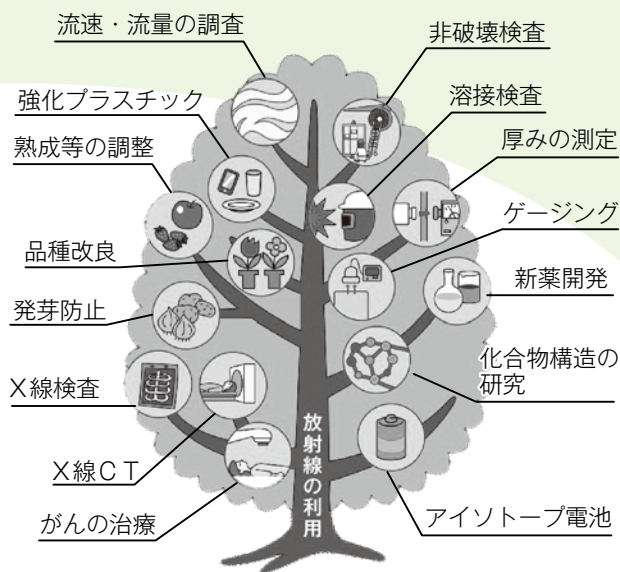 流速・流量の調査
強化プラスチック
熟成等の調整
品種改良
発芽防止
X線検査
X線CT
がんの治療
非破壊検査
溶接検査
厚みの測定
ゲージング
新薬開発
化合物構造の
研究
アイソトープ電池
放射線の利用